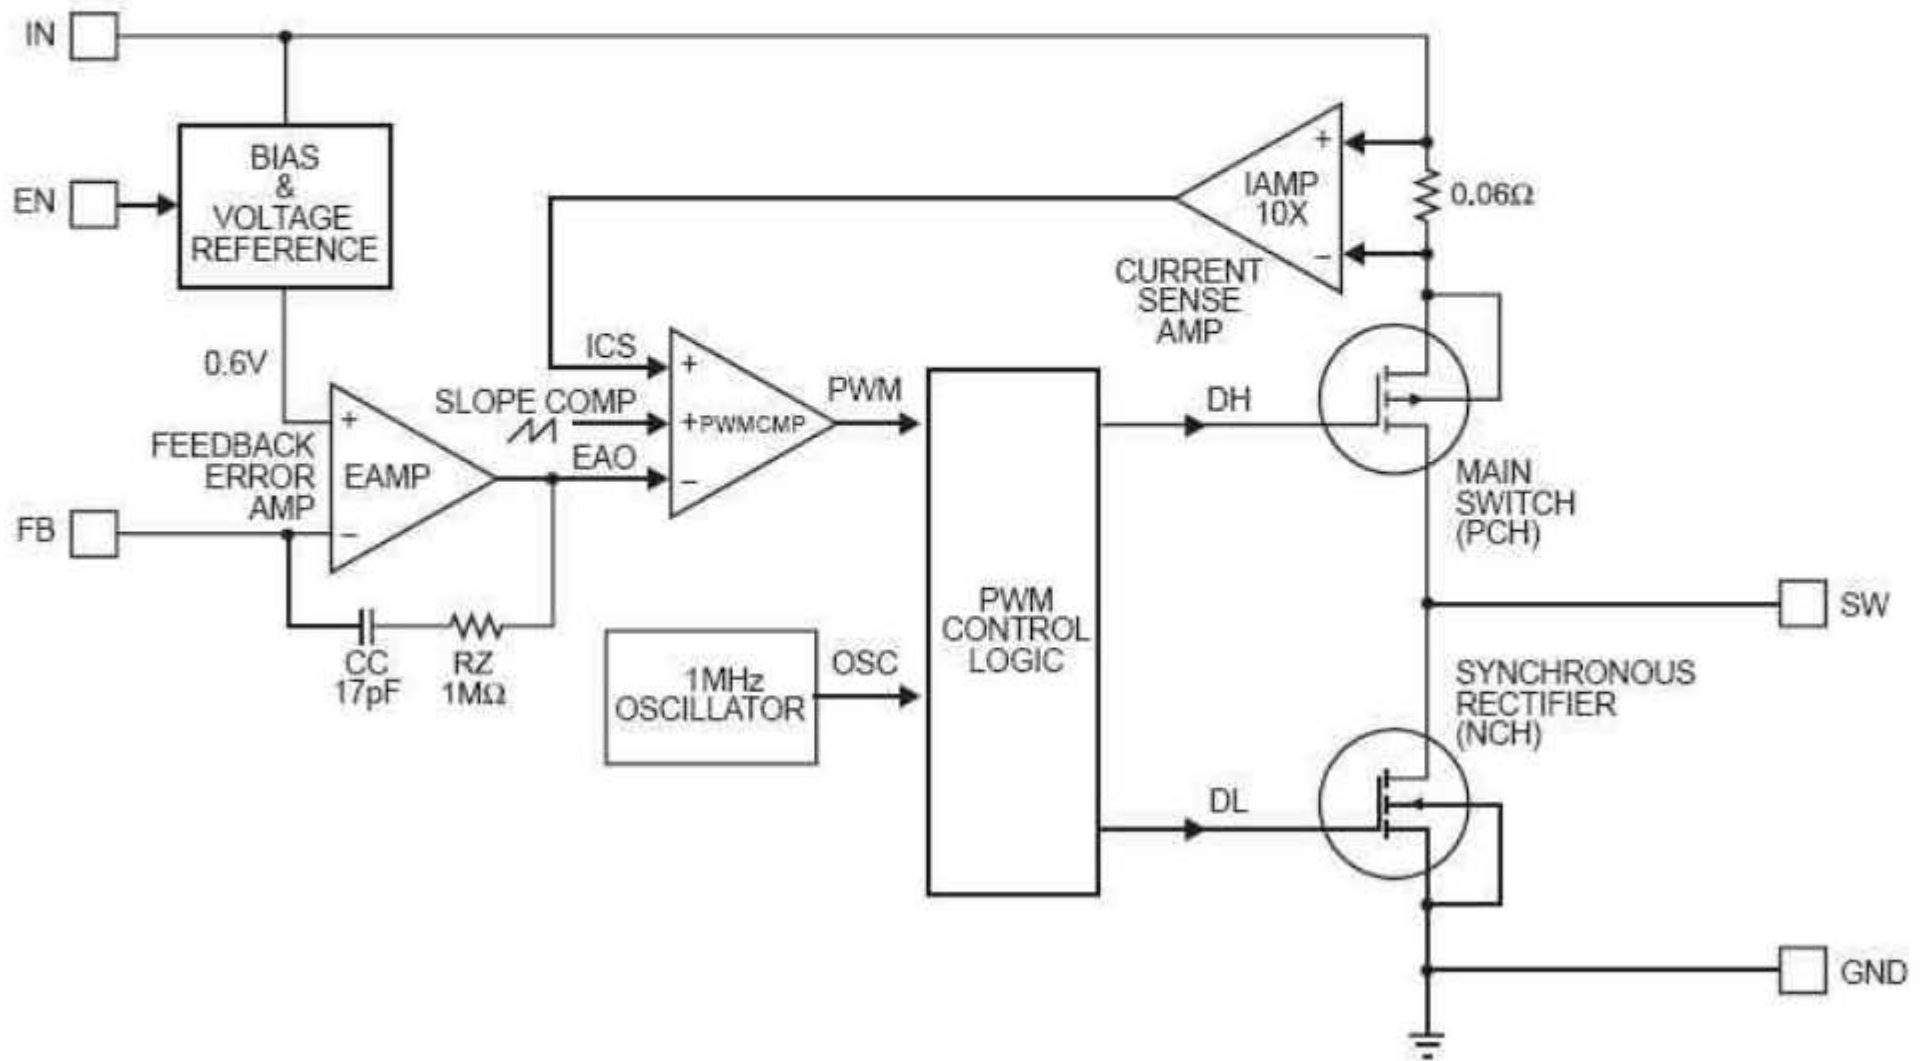 IN
BIAS
&
VOLTAGE
REFERENCE
EN
+
IAMP
10X
–
0.06Ω
CURRENT
SENSE
AMP
0.6V
ICS
+
SLOPE COMP
+PWMCMP
PWM
EAO
–
DH
MAIN
SWITCH
(PCH)
FEEDBACK
ERROR
AMP
+
EAMP
–
FB
CC
17pF
RZ
1MΩ
1MHz
OSCILLATOR
OSC
PWM
CONTROL
LOGIC
SW
SYNCHRONOUS
RECTIFIER
(NCH)
DL
GND